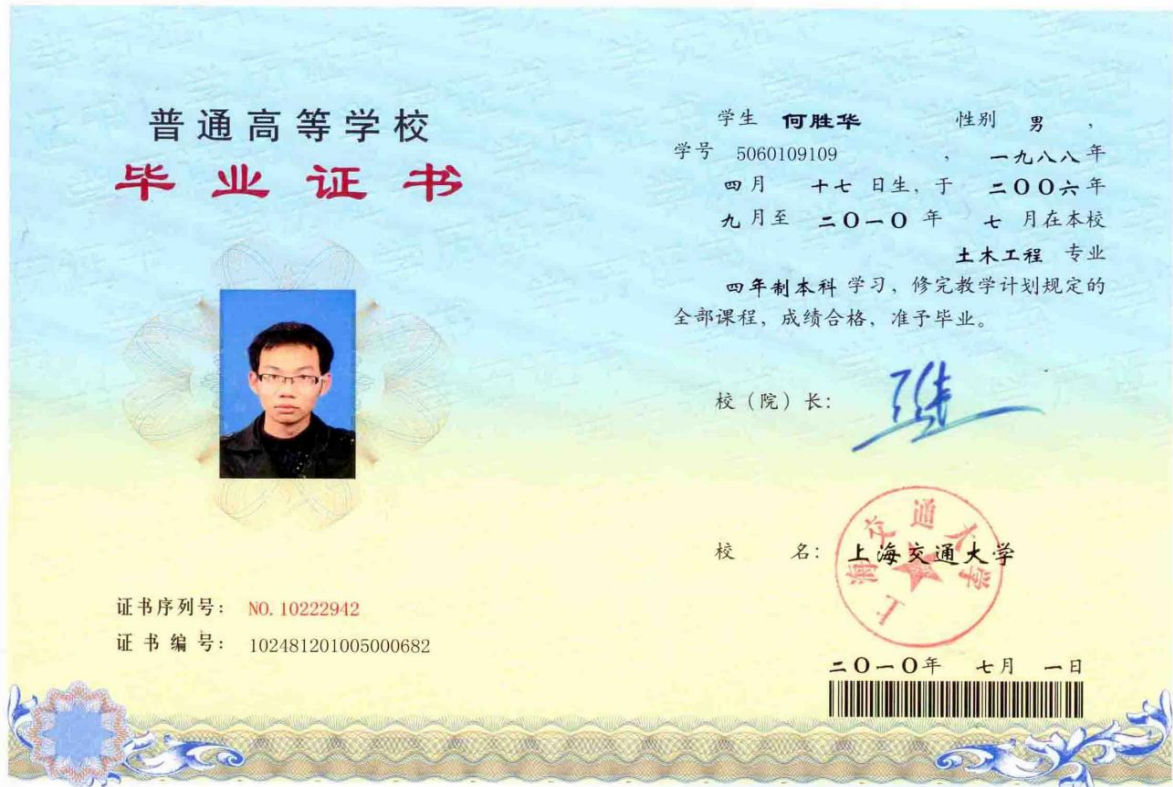 普通高等学校
毕业证书
证书序列号: NO. 10222942
证书编号: 102481201005000682
学生 何胜华 性别 男 ,
学号 5060109109 , 一九八八年
四月 十七日生, 于 二〇〇六年
九月至 二〇一〇年 七月在本校
土木工程 专业
四年制本科 学习, 修完教学计划规定的
全部课程, 成绩合格, 准予毕业。
校(院)长:
校 名: 上海交通大学
上海交通大学
二〇一〇年 七月 一日